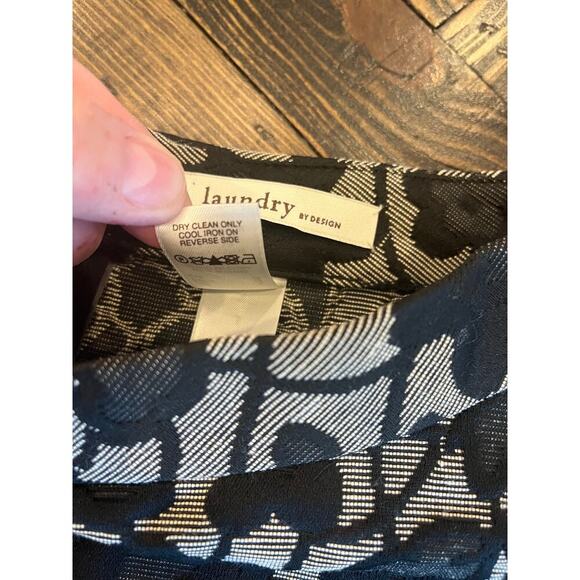 laundry BY DESIGN
DRY CLEAN ONLY
COOL IRON ON
REVERSE SIDE